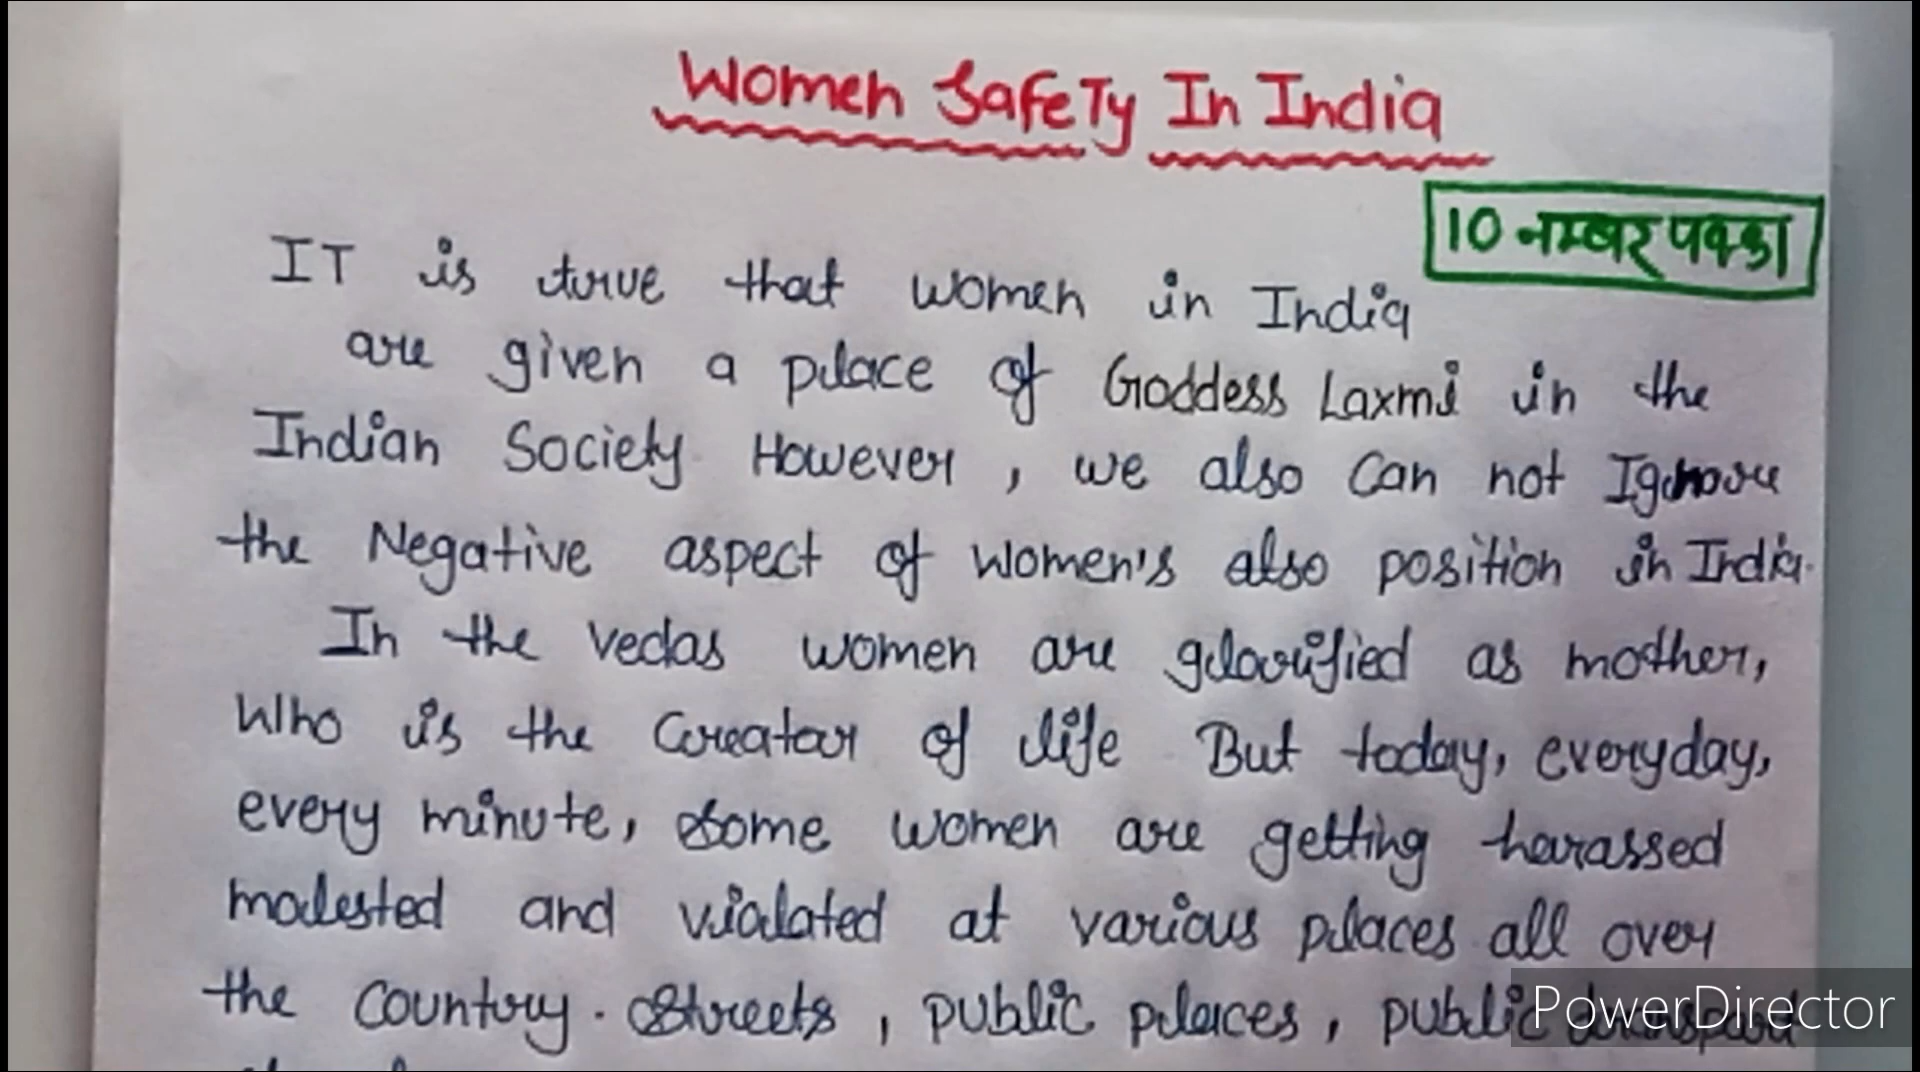 Women Safety In India
10 नम्बर पक्का
IT is true that women in India
are given a place of Goddess Laxmi in the
Indian Society However, we also can not Ignore
the Negative aspect of women's also position in India.
In the vedas women are glorified as mother,
Who is the Creator of life But today, everyday,
every minute, some women are getting harassed
molested and violated at various places all over
the country. Streets, public places, public transport
PowerDirector